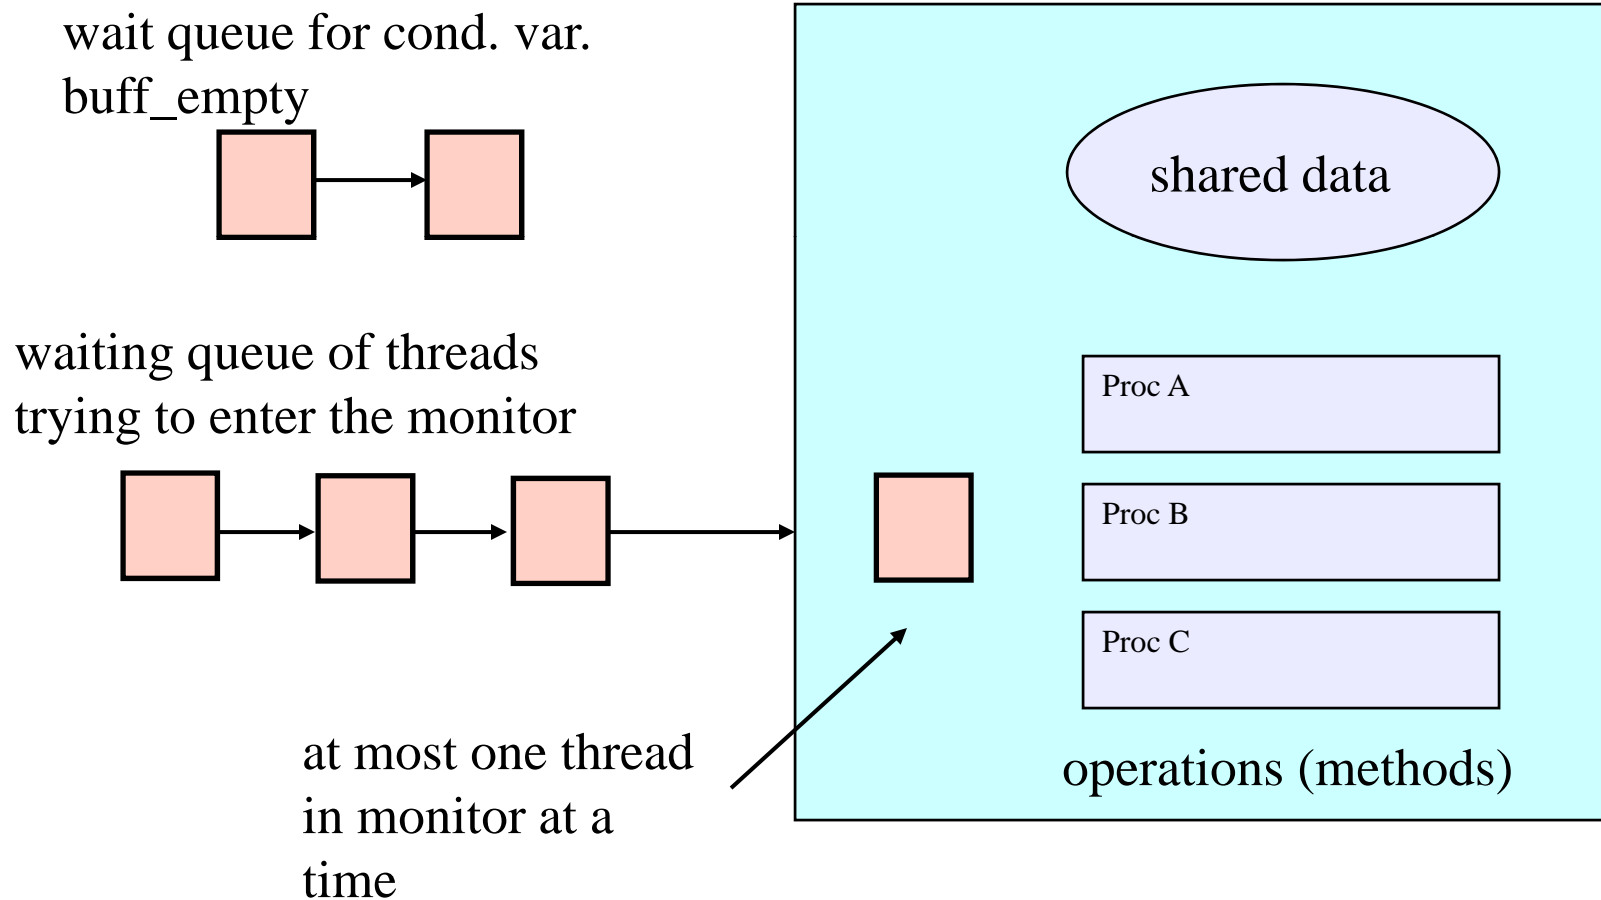 wait queue for cond. var.
buff_empty
shared data
waiting queue of threads
trying to enter the monitor
Proc A
Proc B
Proc C
at most one thread
in monitor at a
time
operations (methods)